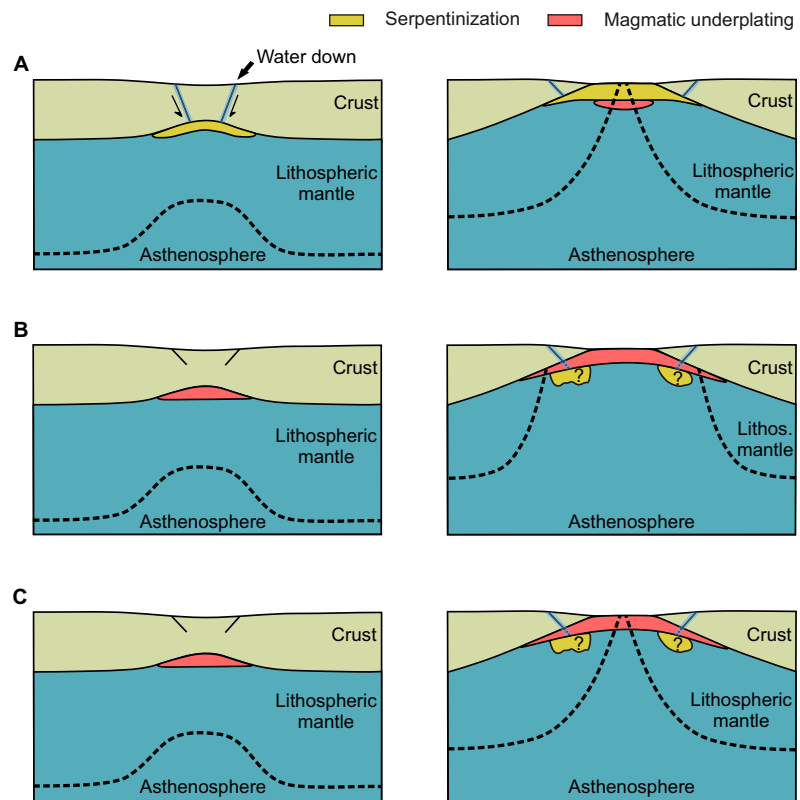 Serpentinization
Magmatic underplating
Water down
A
Crust
Lithospheric
mantle
Asthenosphere
Crust
Lithospheric
mantle
Asthenosphere
B
Crust
Lithospheric
mantle
Asthenosphere
Crust
? ?
Lithos.
mantle
Asthenosphere
C
Crust
Lithospheric
mantle
Asthenosphere
Crust
? ?
Lithospheric
mantle
Asthenosphere